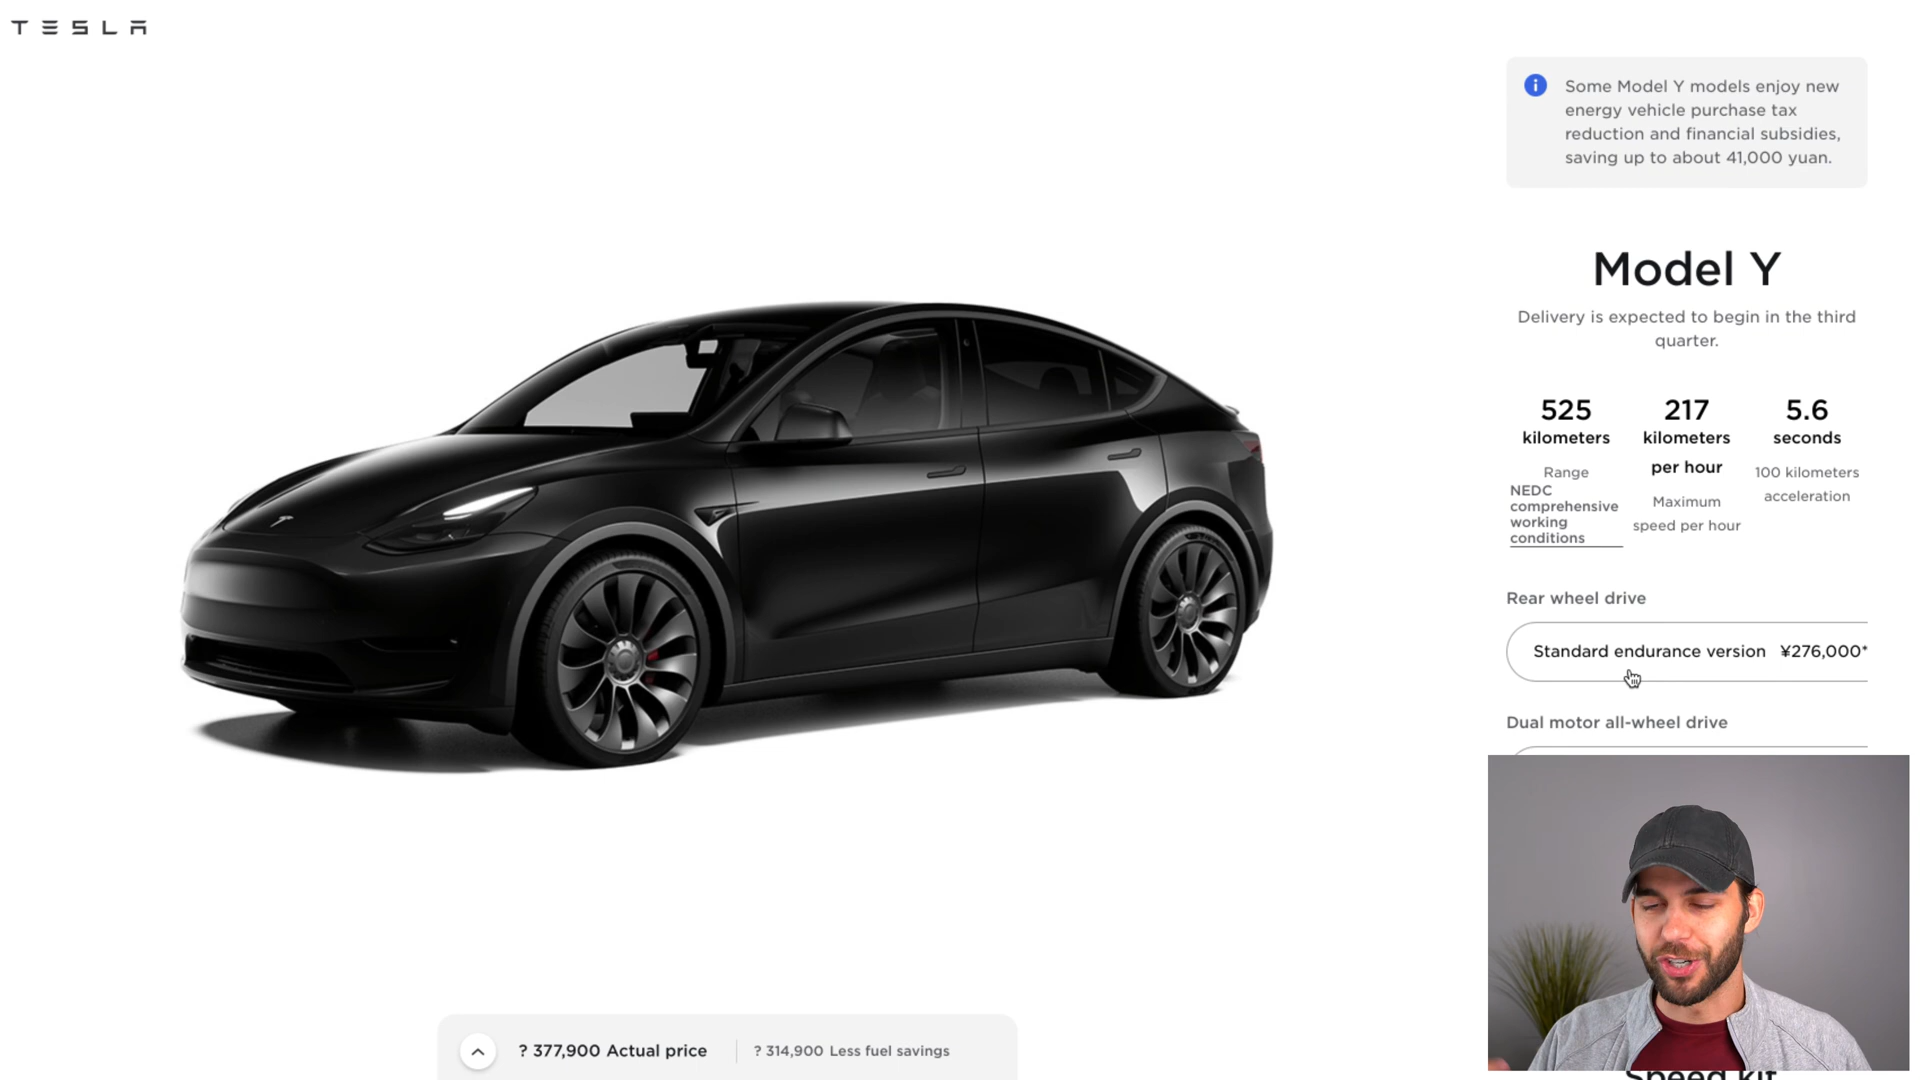 TESLA
Some Model Y models enjoy new
energy vehicle purchase tax
reduction and financial subsidies,
saving up to about 41,000 yuan.
Model Y
Delivery is expected to begin in the third
quarter.
525
kilometers
Range
NEDC
comprehensive
working
conditions
217
kilometers
per hour
Maximum
speed per hour
5.6
seconds
100 kilometers
acceleration
Rear wheel drive
Standard endurance version ¥276,000*
Dual motor all-wheel drive
Speed kit
? 377,900 Actual price
? 314,900 Less fuel savings